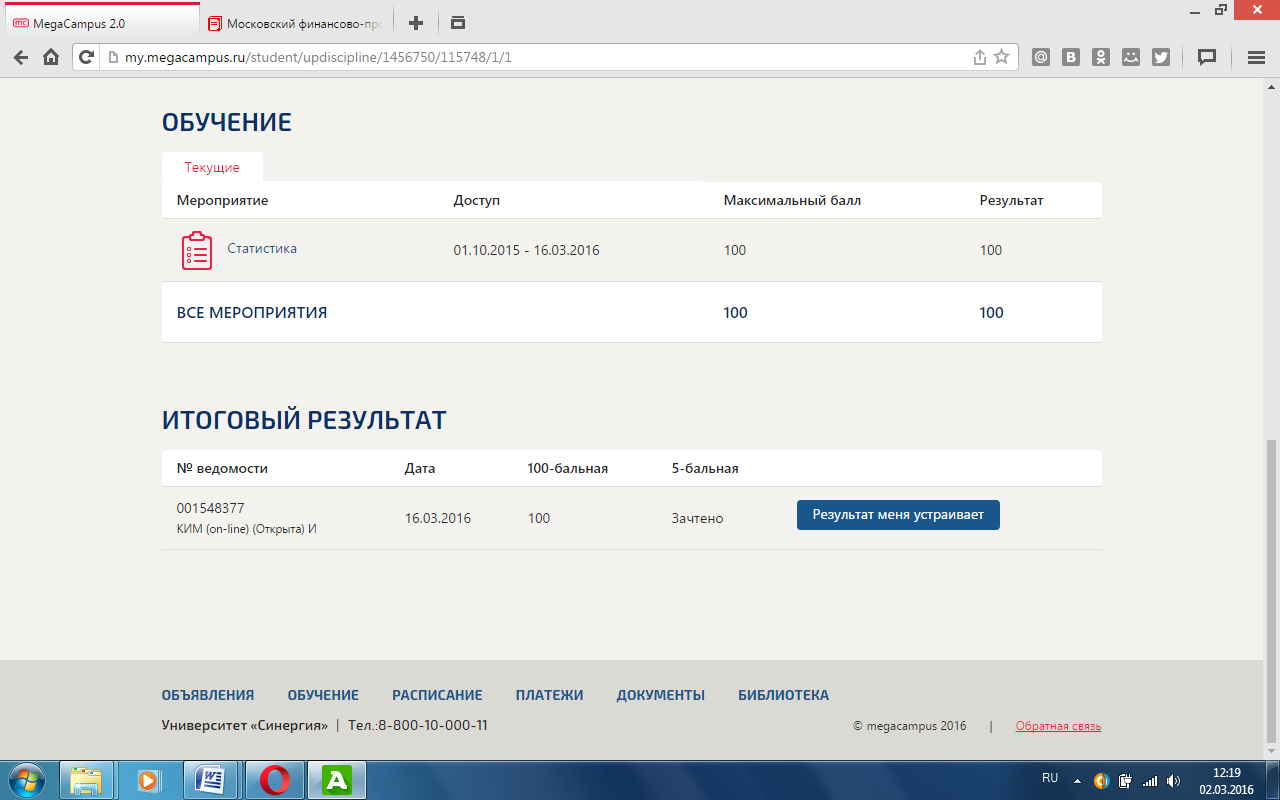 mc MegaCampus 2.0
Московский финансово-про
my.megacampus.ru/student/updiscipline/1456750/115748/1/1
ОБУЧЕНИЕ
Текущие
Мероприятие Доступ Максимальный балл Результат
Статистика 01.10.2015 - 16.03.2016 100 100
ВСЕ МЕРОПРИЯТИЯ 100 100
ИТОГОВЫЙ РЕЗУЛЬТАТ
№ ведомости Дата 100-бальная 5-бальная
001548377
КИМ (on-line) (Открыта) И 16.03.2016 100 Зачтено Результат меня устраивает
ОБЪЯВЛЕНИЯ ОБУЧЕНИЕ РАСПИСАНИЕ ПЛАТЕЖИ ДОКУМЕНТЫ БИБЛИОТЕКА
Университет «Синергия» | Тел.:8-800-10-000-11 © megacampus 2016 | Обратная связь
RU 12:19
02.03.2016